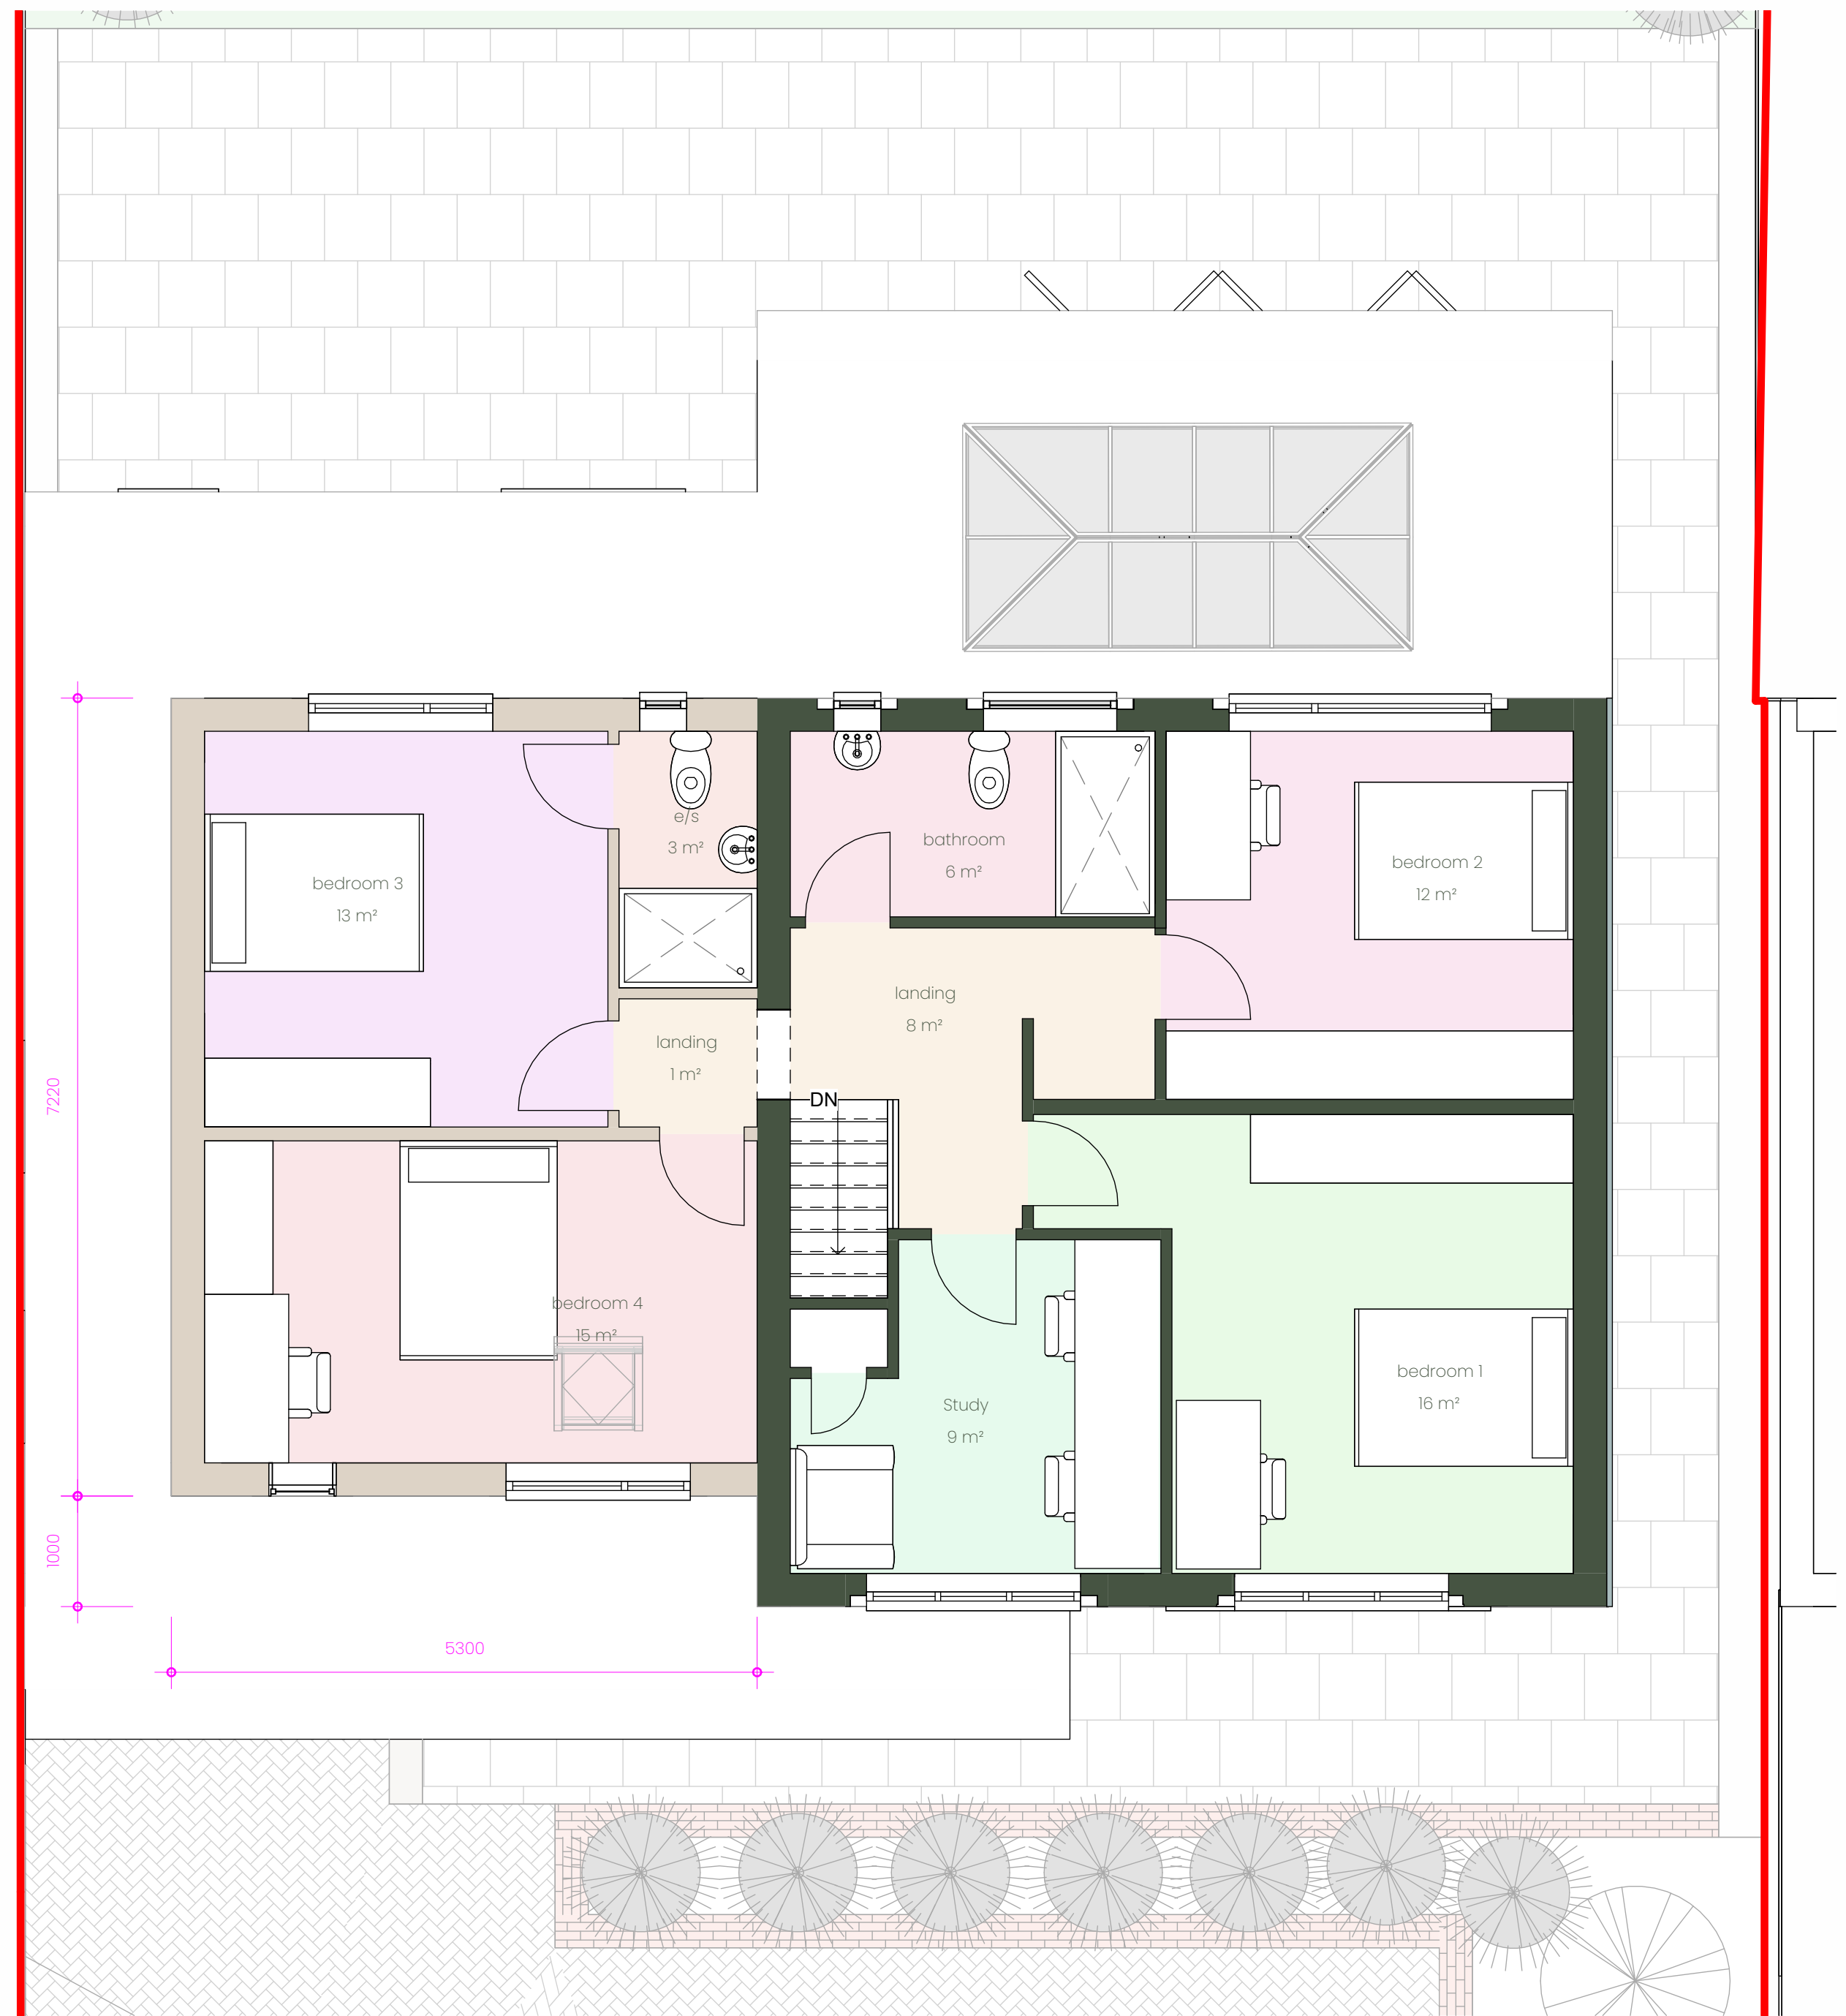 e/s
3 m²
bathroom
6 m²
bedroom 2
12 m²
bedroom 3
13 m²
landing
8 m²
landing
1 m²
7220
DN
bedroom 4
15 m²
bedroom 1
16 m²
Study
9 m²
1000
5300